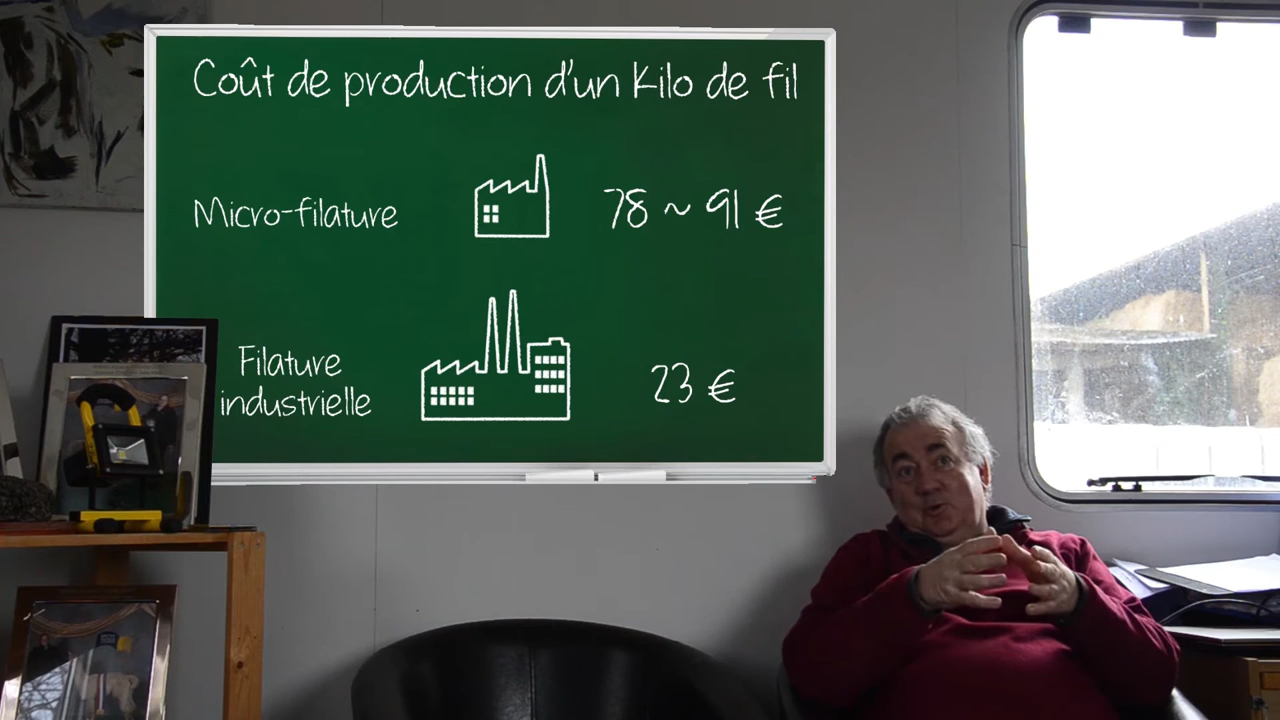 Coût de production d'un Kilo de fil
Micro-filature
78 ~ 91 €
Filature
industrielle
23 €